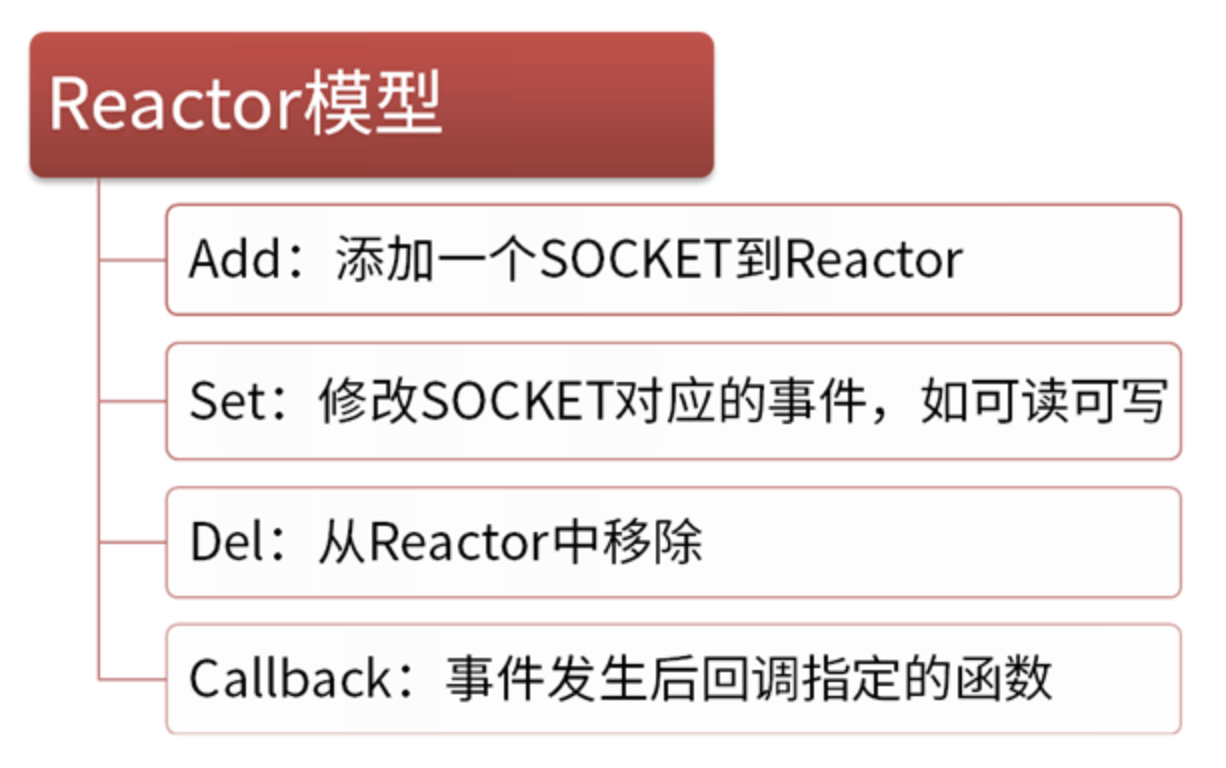 Reactor模型
Add：添加一个SOCKET到Reactor
Set：修改SOCKET对应的事件，如可读可写
Del：从Reactor中移除
Callback：事件发生后回调指定的函数